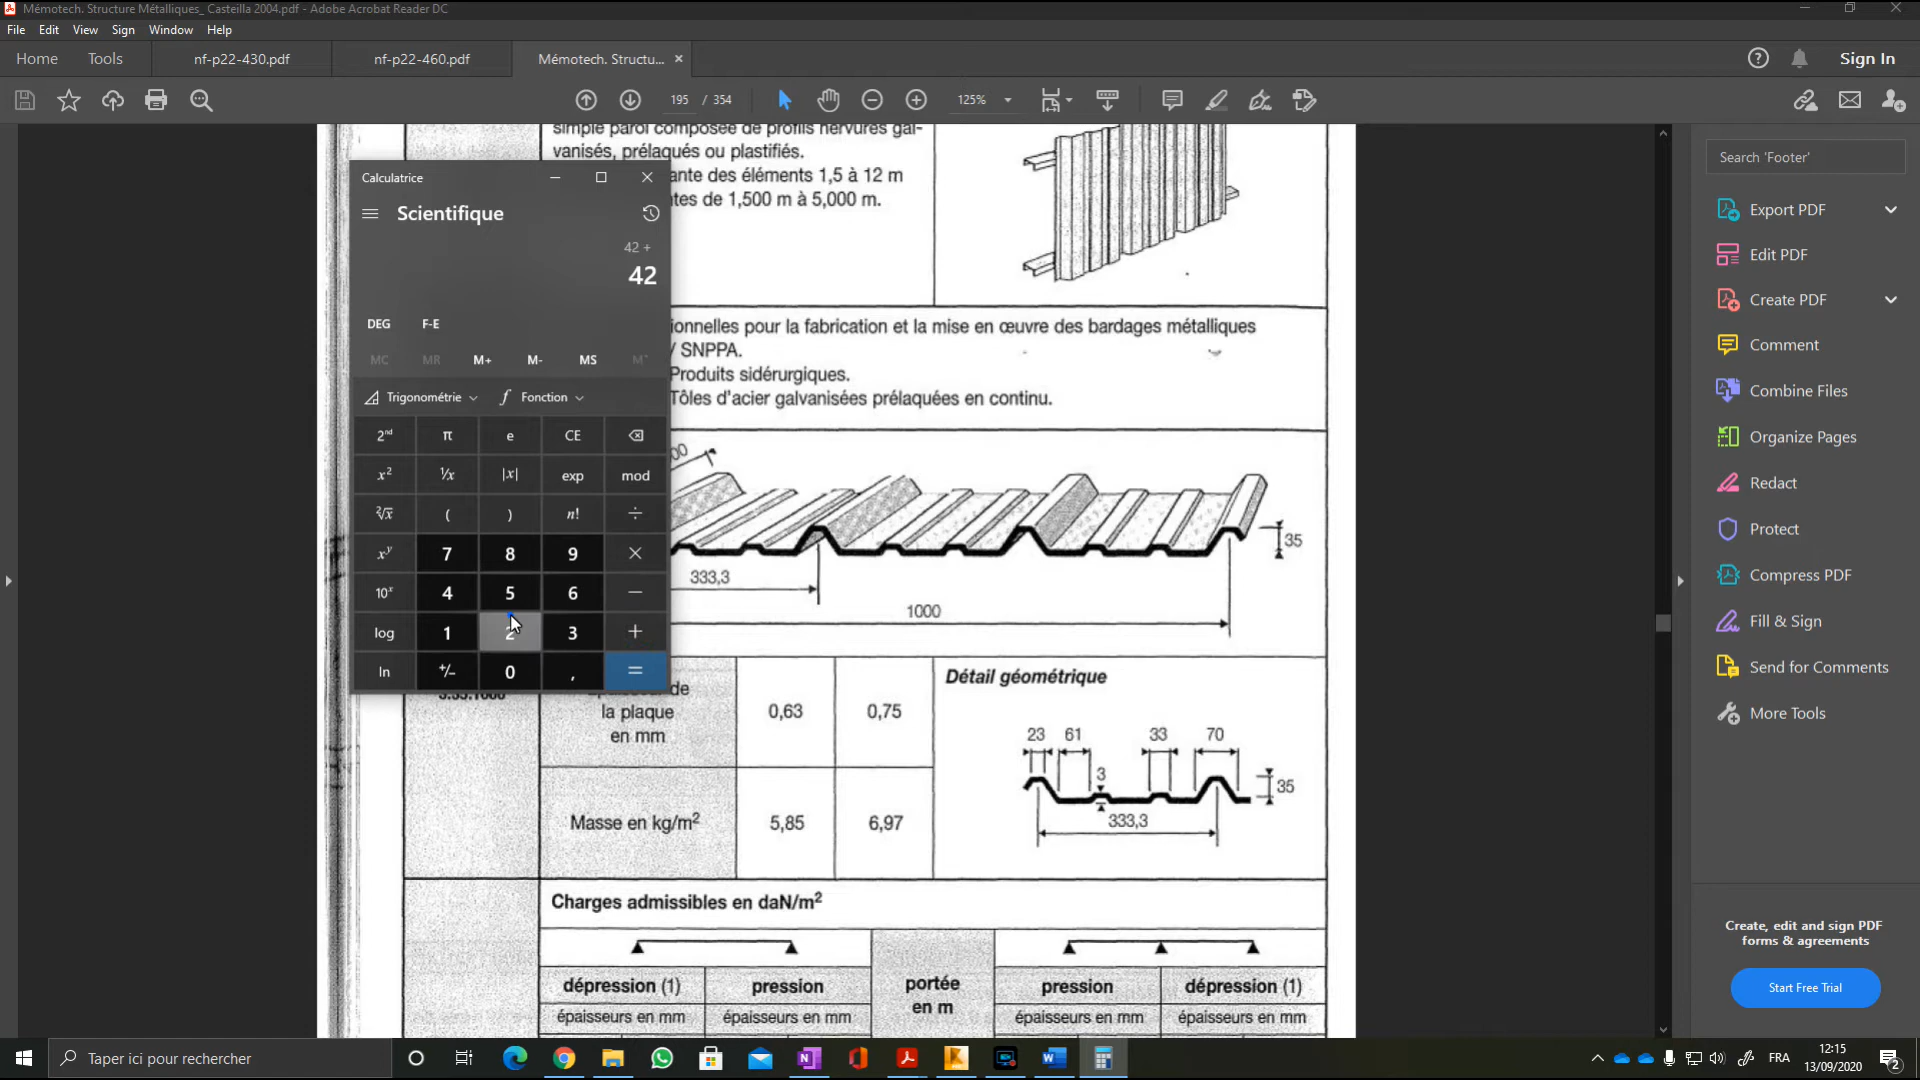 Mémotech. Structure Métalliques_ Casteilla 2004.pdf - Adobe Acrobat Reader DC
File Edit View Sign Window Help
Home Tools nf-p22-430.pdf nf-p22-460.pdf Mémotech. Structu... × Sign In
195 / 354 125%
simple paroi composée de profils nervurés gal-
vanisés, prélaqués ou plastifiés.
ante des éléments 1,5 à 12 m
tes de 1,500 m à 5,000 m.
Calculatrice
Scientifique
42 +
42
DEG F-E
MC MR M+ M- MS M˅
Trigonométrie Fonction
2nd π e CE
x² ¹/x |x| exp mod
²√x ( ) n! ÷
xʸ 7 8 9 ×
10ˣ 4 5 6 −
log 1 2 3 +
ln +/− 0 , =
ionnelles pour la fabrication et la mise en œuvre des bardages métalliques
/ SNPPA.
Produits sidérurgiques.
Tôles d'acier galvanisées prélaquées en continu.
35
333,3
1000
3.35.1000
de
la plaque
en mm
0,63 0,75
Masse en kg/m²
5,85 6,97
Détail géométrique
23 61 33 70
3
35
333,3
Charges admissibles en daN/m²
dépression (1) pression portée
en m pression dépression (1)
épaisseurs en mm épaisseurs en mm épaisseurs en mm épaisseurs en mm
Search 'Footer'
Export PDF
Edit PDF
Create PDF
Comment
Combine Files
Organize Pages
Redact
Protect
Compress PDF
Fill & Sign
Send for Comments
More Tools
Create, edit and sign PDF
forms & agreements
Start Free Trial
Taper ici pour rechercher
FRA
12:15
13/09/2020
2